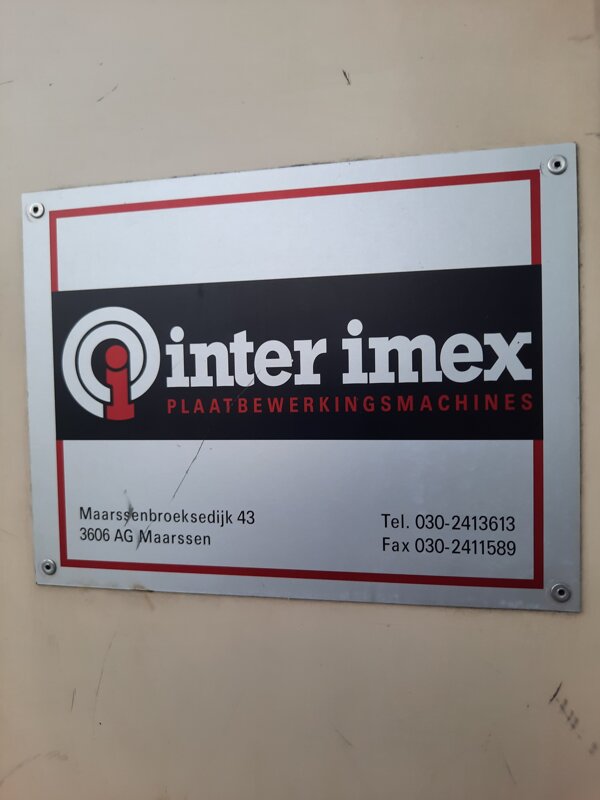 inter imex
PLAATBEWERKINGSMACHINES
Maarssenbroeksedijk 43
3606 AG Maarssen
Tel. 030-2413613
Fax 030-2411589